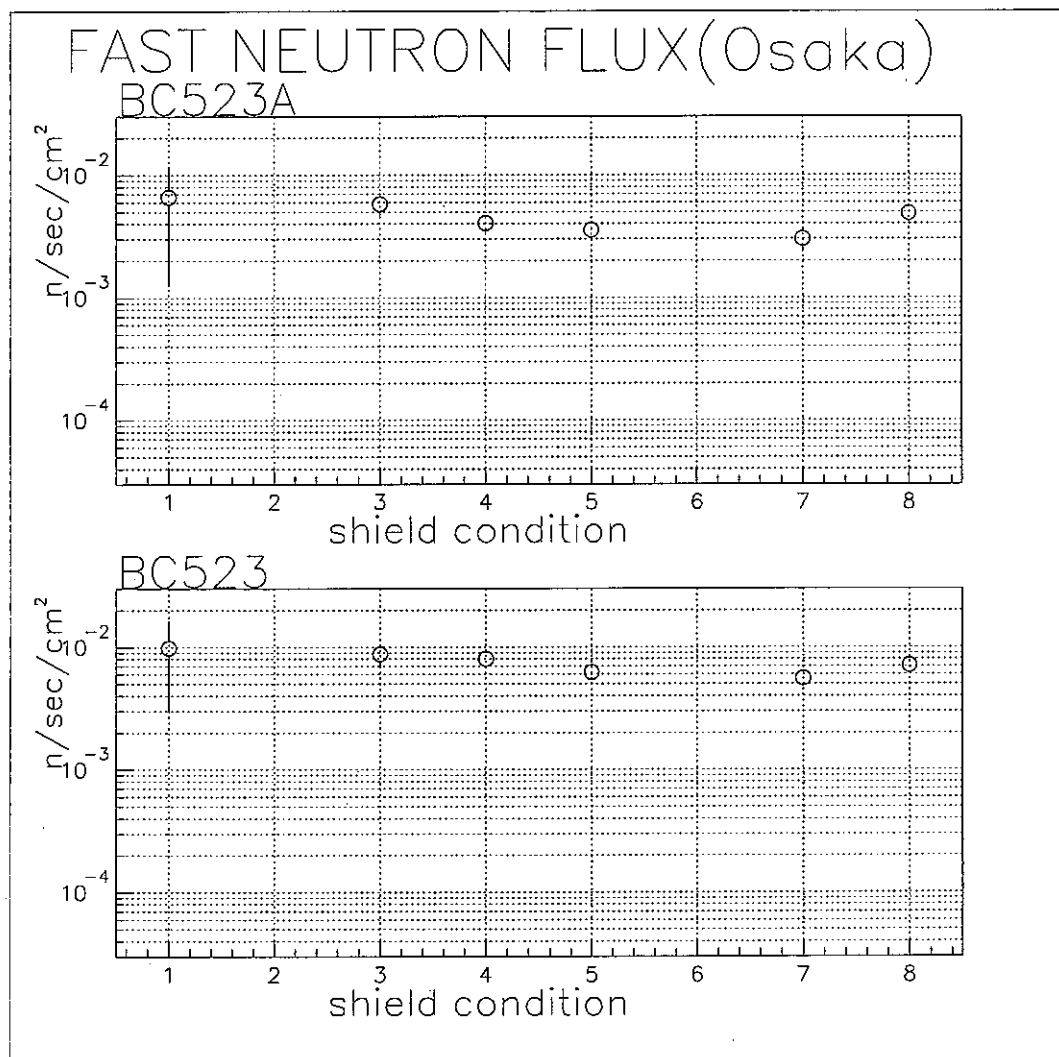 FAST NEUTRON FLUX(Osaka)
BC523A
n/sec/cm²
10⁻²
10⁻³
10⁻⁴
1 2 3 4 5 6 7 8
shield condition
BC523
n/sec/cm²
10⁻²
10⁻³
10⁻⁴
1 2 3 4 5 6 7 8
shield condition